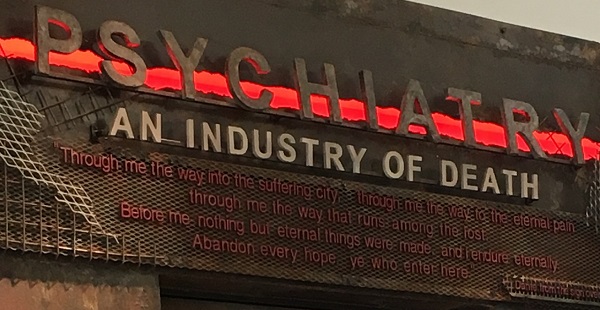 PSYCHIATRY
AN INDUSTRY OF DEATH
"Through me the way into the suffering city, through me the way to the eternal pain
through me the way that runs among the lost.
Before me, nothing but eternal things were made, and I endure eternally.
Abandon every hope, ye who enter here."